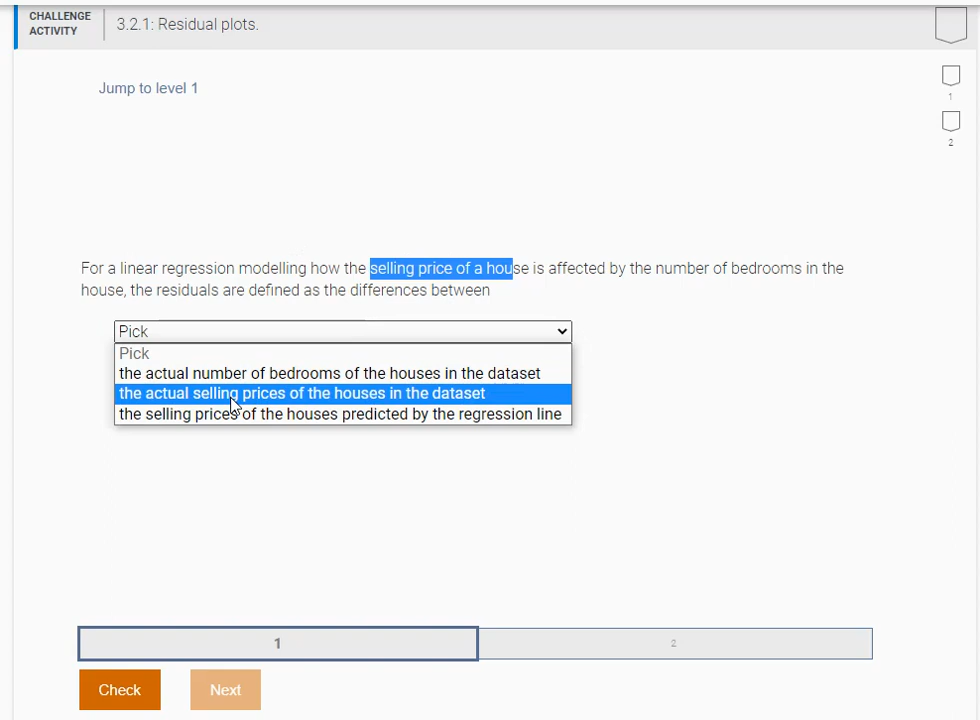 CHALLENGE
ACTIVITY
3.2.1: Residual plots.
Jump to level 1
1
2
For a linear regression modelling how the selling price of a house is affected by the number of bedrooms in the
house, the residuals are defined as the differences between
Pick
Pick
the actual number of bedrooms of the houses in the dataset
the actual selling prices of the houses in the dataset
the selling prices of the houses predicted by the regression line
1
2
Check
Next